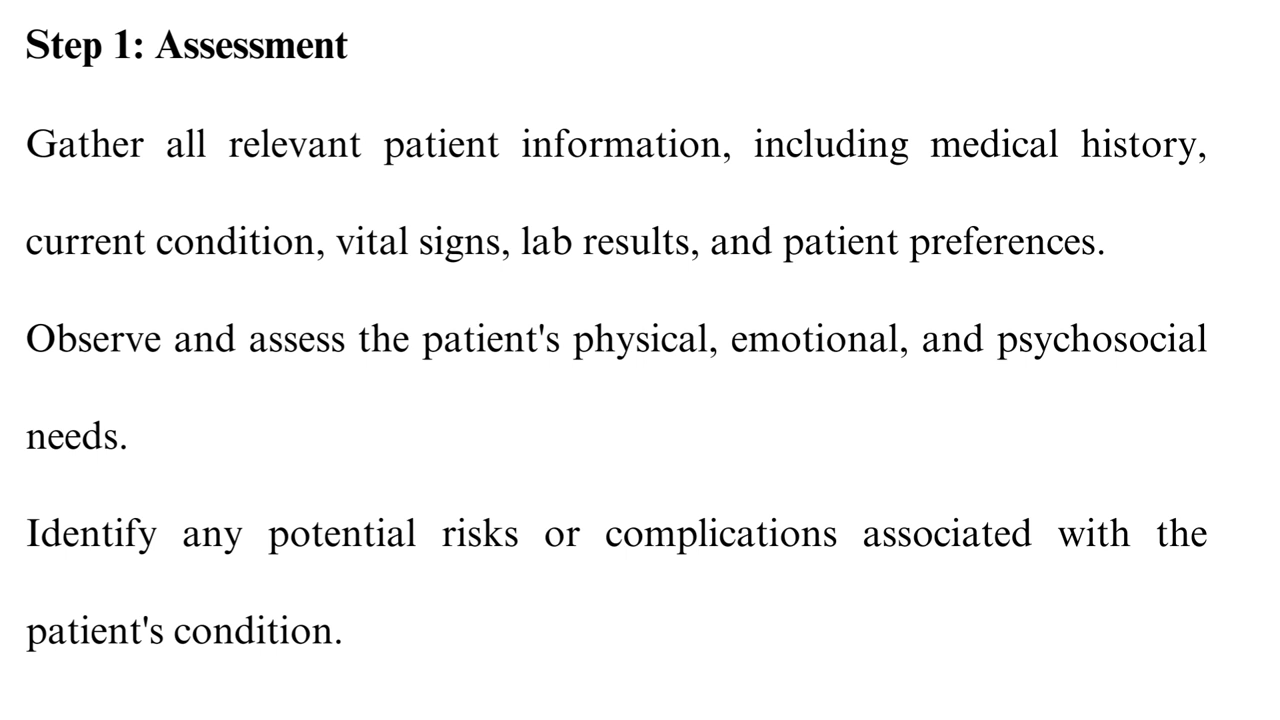 Step 1: Assessment
Gather all relevant patient information, including medical history,
current condition, vital signs, lab results, and patient preferences.
Observe and assess the patient's physical, emotional, and psychosocial
needs.
Identify any potential risks or complications associated with the
patient's condition.